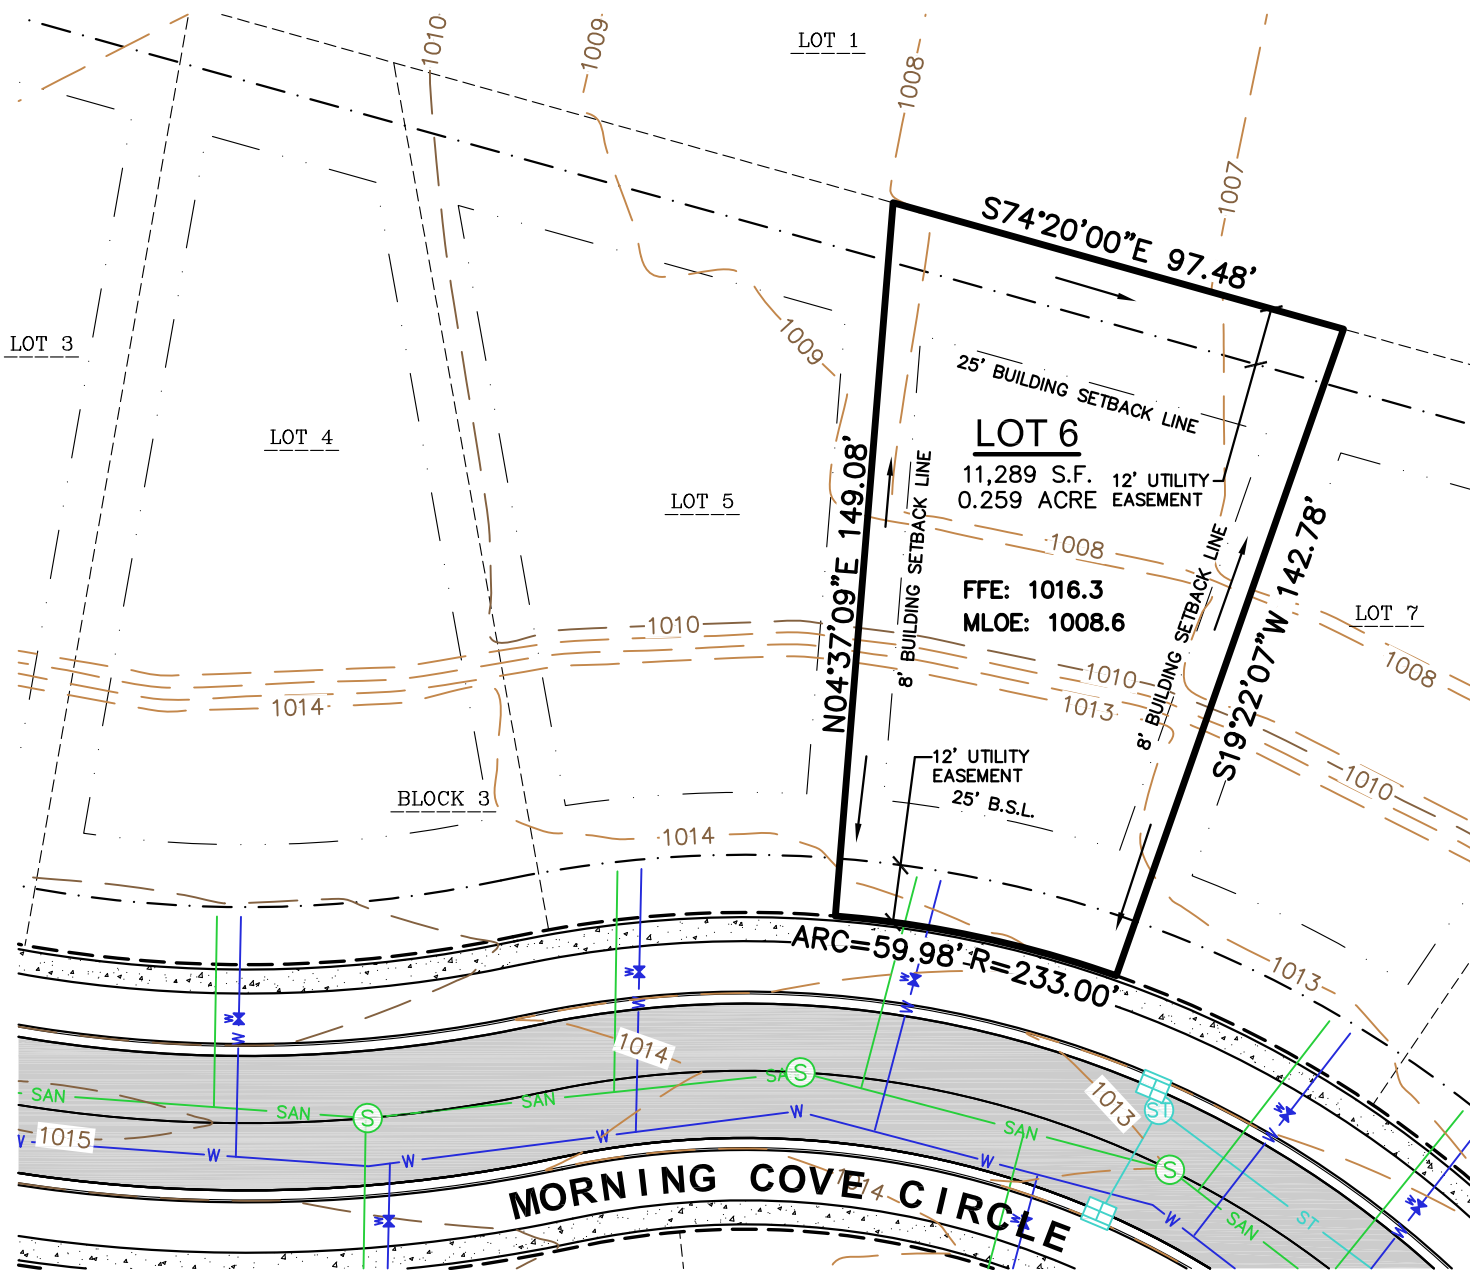 1010
1009
LOT 1
1008
1007
S74°20'00"E 97.48'
LOT 3
1009
25' BUILDING SETBACK LINE
LOT 4
LOT 6
11,289 S.F.
0.259 ACRE
12' UTILITY
EASEMENT
LOT 5
N04°37'09"E 149.08'
8' BUILDING SETBACK LINE
1008
8' BUILDING SETBACK LINE
S19°22'07"W 142.78'
FFE: 1016.3
MLOE: 1008.6
LOT 7
1010
1008
1010
1014
1013
12' UTILITY
EASEMENT
25' B.S.L.
1010
BLOCK 3
1014
ARC=59.98' R=233.00'
1013
W
W
W
W
W
W
1014
SAN
SAN
SAN
SA
S
S
1013
ST
W
W
1015
W
W
W
W
SAN
W
S
W
W
W
MORNING COVE CIRCLE
1014
W
SAN
ST
W
W